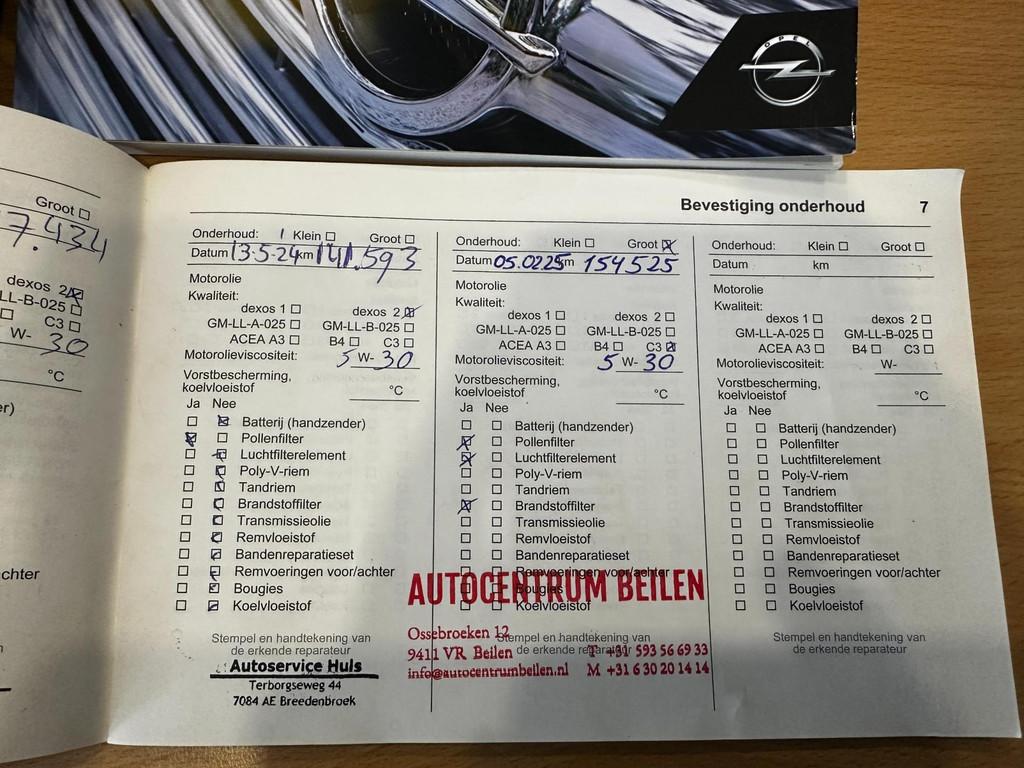 OPEL
Groot ☐
7.434
dexos 2 ☒
LL-B-025 ☐
☐ C3 ☐
W- 30
°C
er)
achter
Bevestiging onderhoud 7
Onderhoud: Klein ☐ Groot ☐
Datum 13-5-24 km 141.593
Motorolie
Kwaliteit:
dexos 1 ☐ dexos 2 ☒
GM-LL-A-025 ☐ GM-LL-B-025 ☐
ACEA A3 ☐ B4 ☐ C3 ☐
Motorolieviscositeit: 5 W- 30
Vorstbescherming,
koelvloeistof °C
Ja Nee
☐ ☒ Batterij (handzender)
☒ ☐ Pollenfilter
☐ ☒ Luchtfilterelement
☐ ☒ Poly-V-riem
☐ ☒ Tandriem
☐ ☒ Brandstoffilter
☐ ☒ Transmissieolie
☐ ☒ Remvloeistof
☐ ☒ Bandenreparatieset
☐ ☒ Remvoeringen voor/achter
☐ ☒ Bougies
☐ ☒ Koelvloeistof
Stempel en handtekening van
de erkende reparateur
Autoservice Huls
Terborgseweg 44
7084 AE Breedenbroek
Onderhoud: Klein ☐ Groot ☒
Datum 05.0225 km 154525
Motorolie
Kwaliteit:
dexos 1 ☐ dexos 2 ☐
GM-LL-A-025 ☐ GM-LL-B-025 ☐
ACEA A3 ☐ B4 ☐ C3 ☒
Motorolieviscositeit: 5 W- 30
Vorstbescherming,
koelvloeistof °C
Ja Nee
☐ ☐ Batterij (handzender)
☒ ☐ Pollenfilter
☒ ☐ Luchtfilterelement
☐ ☐ Poly-V-riem
☐ ☐ Tandriem
☒ ☐ Brandstoffilter
☐ ☐ Transmissieolie
☐ ☐ Remvloeistof
☐ ☐ Bandenreparatieset
☐ ☐ Remvoeringen voor/achter
☐ ☐ Bougies
☐ ☐ Koelvloeistof
Stempel en handtekening van
de erkende reparateur
AUTOCENTRUM BEILEN
Ossebroeken 12
9411 VR Beilen T +31 593 56 69 33
info@autocentrumbeilen.nl M +31 6 30 20 14 14
Onderhoud: Klein ☐ Groot ☐
Datum km
Motorolie
Kwaliteit:
dexos 1 ☐ dexos 2 ☐
GM-LL-A-025 ☐ GM-LL-B-025 ☐
ACEA A3 ☐ B4 ☐ C3 ☐
Motorolieviscositeit: W-
Vorstbescherming,
koelvloeistof °C
Ja Nee
☐ ☐ Batterij (handzender)
☐ ☐ Pollenfilter
☐ ☐ Luchtfilterelement
☐ ☐ Poly-V-riem
☐ ☐ Tandriem
☐ ☐ Brandstoffilter
☐ ☐ Transmissieolie
☐ ☐ Remvloeistof
☐ ☐ Bandenreparatieset
☐ ☐ Remvoeringen voor/achter
☐ ☐ Bougies
☐ ☐ Koelvloeistof
Stempel en handtekening van
de erkende reparateur